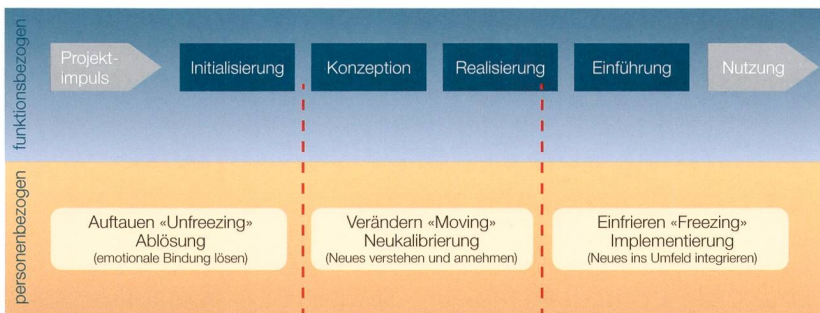 funktionsbezogen
Projekt-
impuls
Initialisierung
Konzeption
Realisierung
Einführung
Nutzung
personenbezogen
Auftauen «Unfreezing»
Ablösung
(emotionale Bindung lösen)
Verändern «Moving»
Neukalibrierung
(Neues verstehen und annehmen)
Einfrieren «Freezing»
Implementierung
(Neues ins Umfeld integrieren)